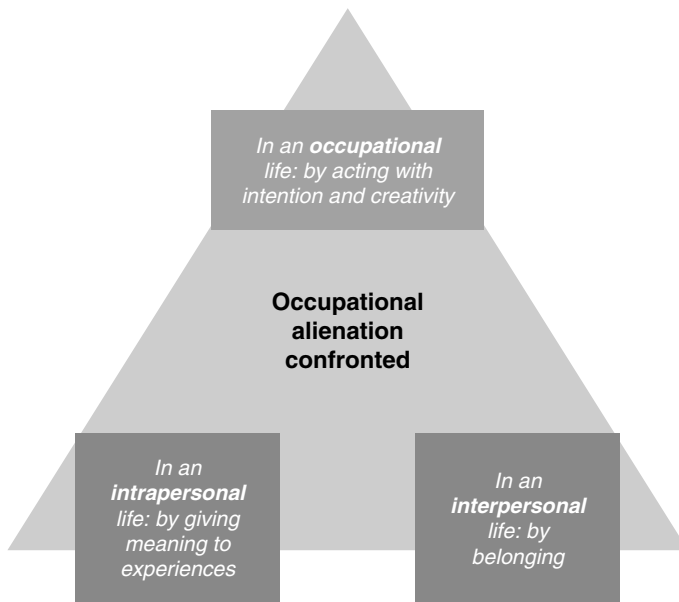 In an occupational
life: by acting with
intention and creativity
Occupational
alienation
confronted
In an
intrapersonal
life: by giving
meaning to
experiences
In an
interpersonal
life: by
belonging